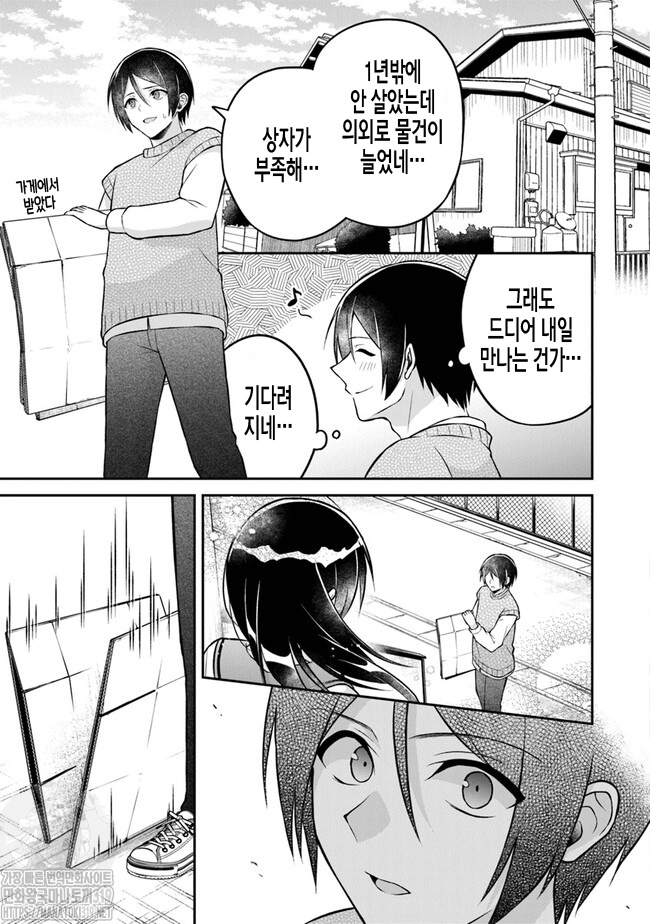 1년밖에
안 살았는데
의외로 물건이
늘었네…
상자가
부족해…
가게에서
받았다
그래도
드디어 내일
만나는 건가…
♪
기다려
지네…
가장 빠른 번역만화사이트
만화왕국마나토끼319
HTTPS://MANATOKI319.NET